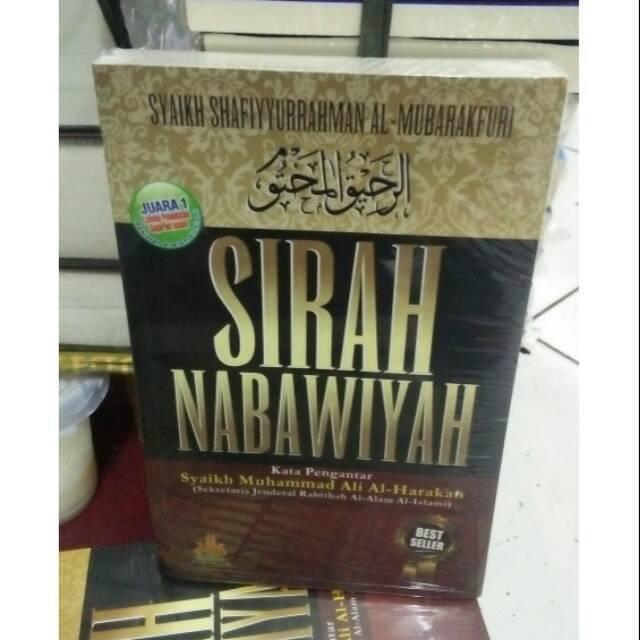 SYAIKH SHAFIYYURRAHMAN AL-MUBARAKFURI
الرحيق المختوم
JUARA 1
SIRAH
NABAWIYAH
Kata Pengantar
Syaikh Muhammad Ali Al-Harakan
(Sekretaris Jenderal Rabithah Al-Alam Al-Islami)
BEST
SELLER